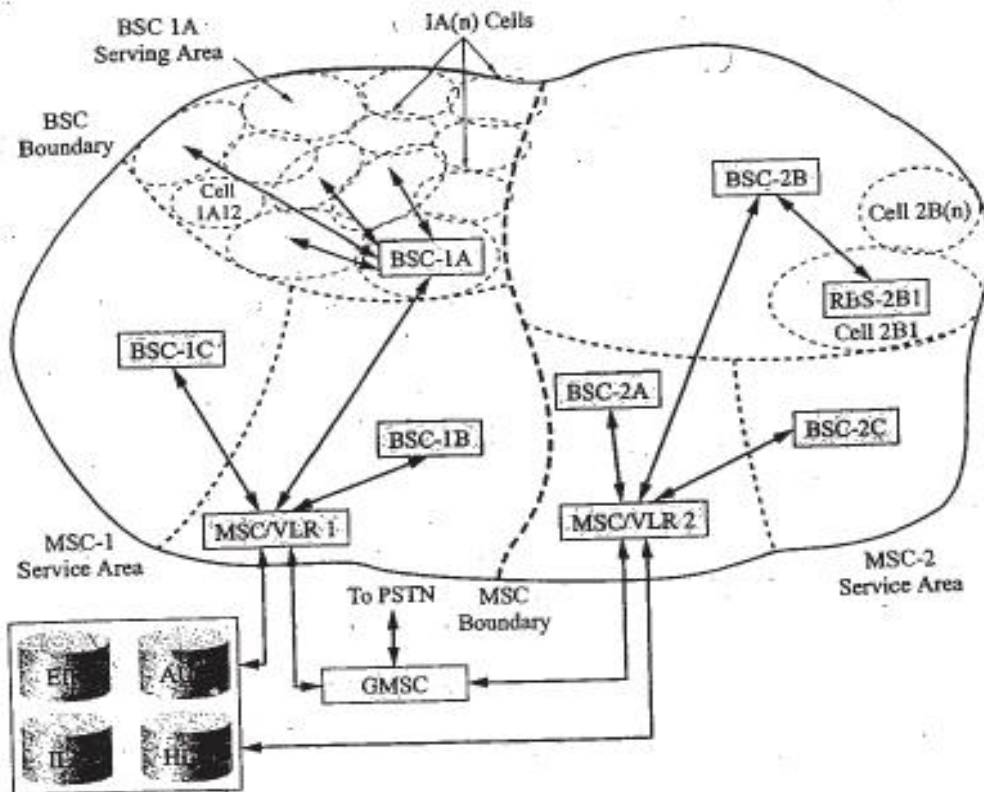 BSC 1A
Serving Area
IA(n) Cells
BSC
Boundary
Cell
1A12
BSC-1A
BSC-2B
Cell 2B(n)
RBS-2B1
Cell 2B1
BSC-1C
BSC-1B
BSC-2A
BSC-2C
MSC/VLR 1
MSC/VLR 2
MSC-1
Service Area
MSC-2
Service Area
To PSTN
MSC
Boundary
GMSC